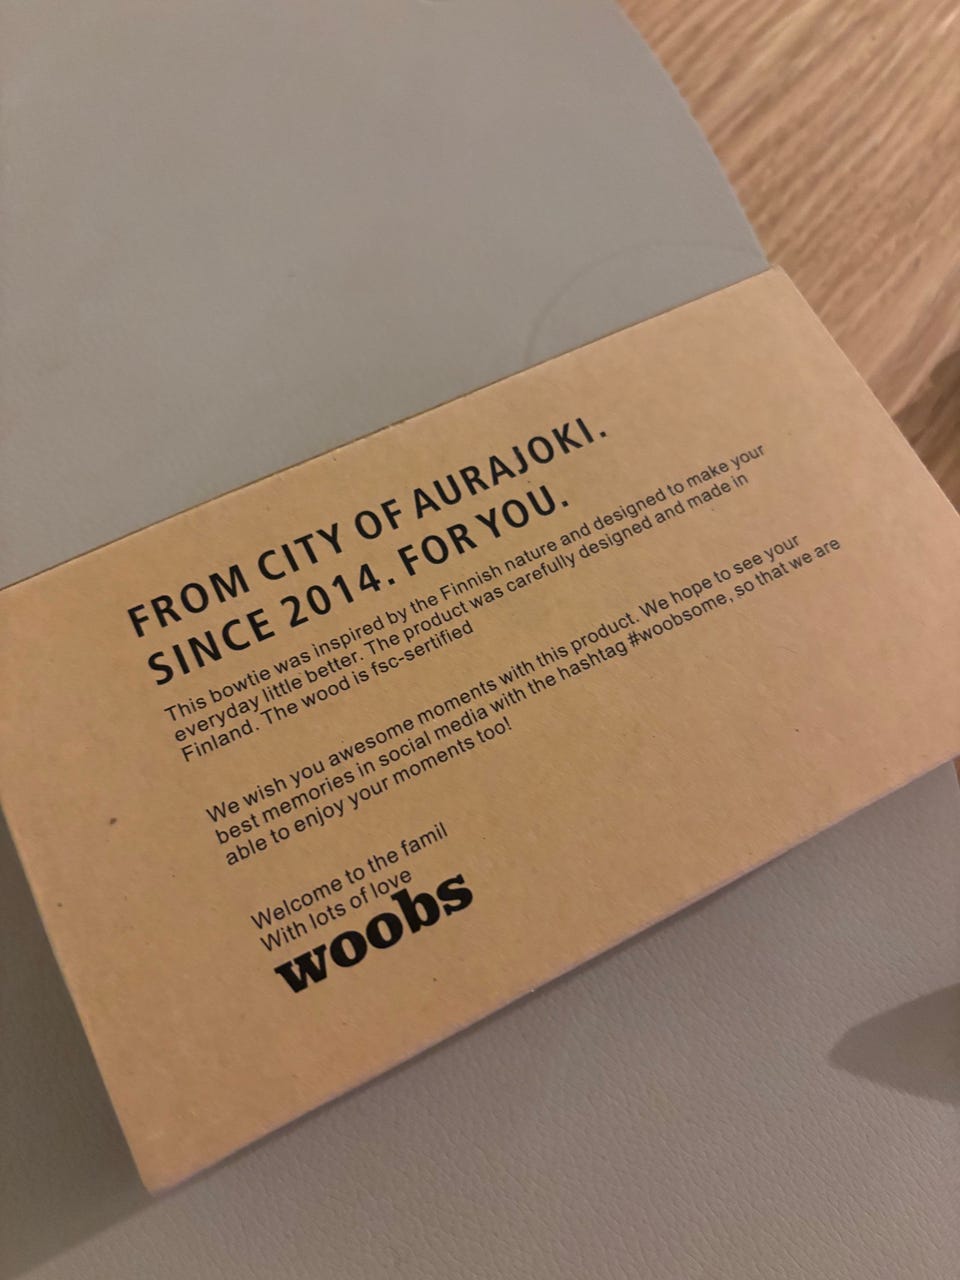 FROM CITY OF AURAJOKI.
SINCE 2014. FOR YOU.
This bowtie was inspired by the Finnish nature and designed to make your
everyday little better. The product was carefully designed and made in
Finland. The wood is fsc-sertified
We wish you awesome moments with this product. We hope to see your
best memories in social media with the hashtag #woobsome, so that we are
able to enjoy your moments too!
Welcome to the famil
With lots of love
woobs